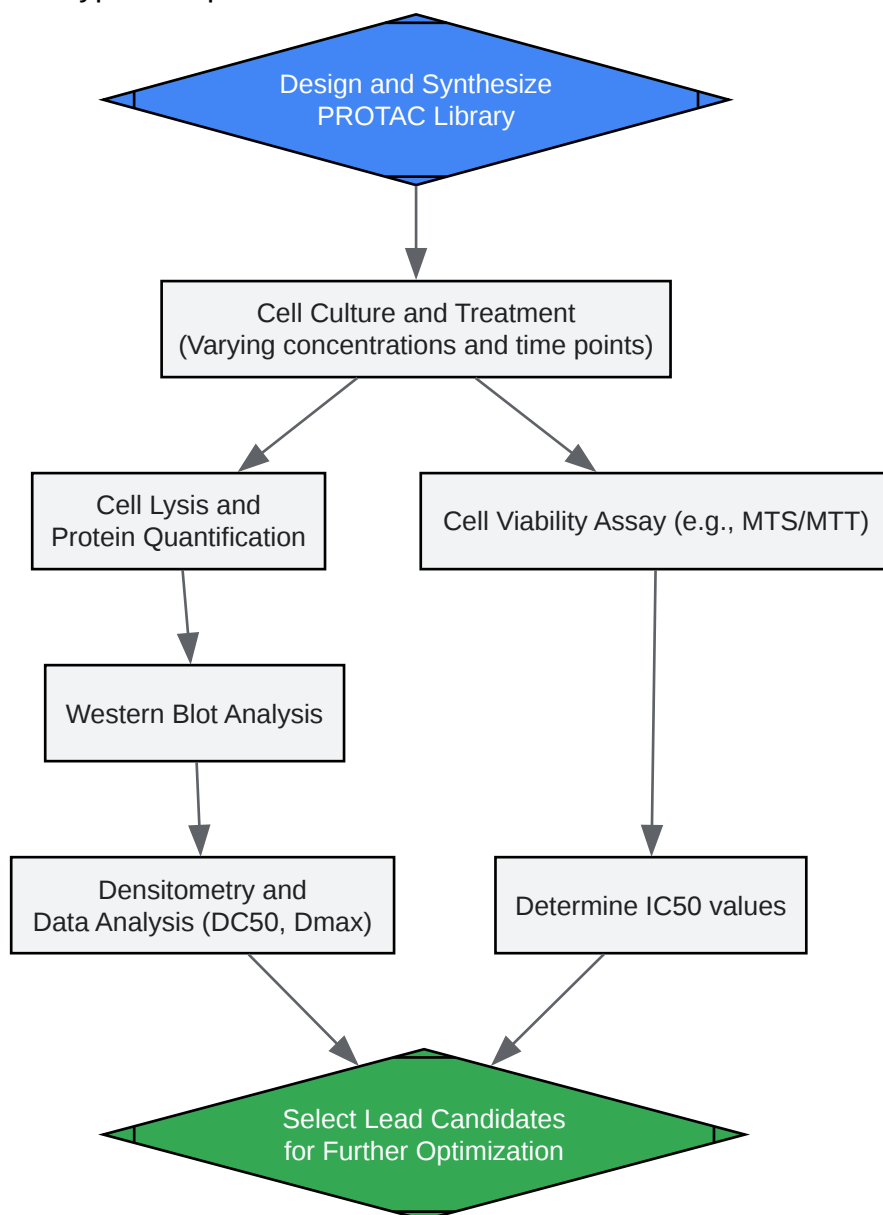 Design and Synthesize
PROTAC Library
Cell Culture and Treatment
(Varying concentrations and time points)
Cell Lysis and
Protein Quantification
Cell Viability Assay (e.g., MTS/MTT)
Western Blot Analysis
Densitometry and
Data Analysis (DC50, Dmax)
Determine IC50 values
Select Lead Candidates
for Further Optimization